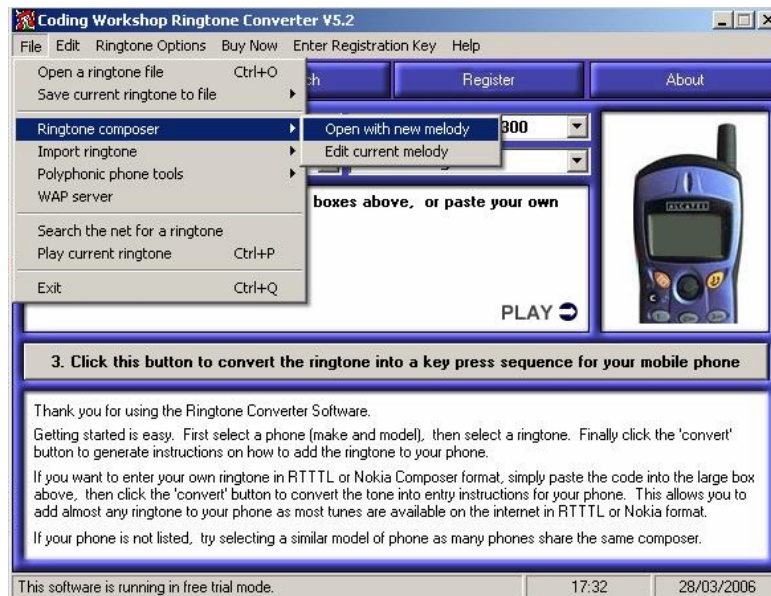 Coding Workshop Ringtone Converter V5.2
File Edit Ringtone Options Buy Now Enter Registration Key Help
Register About
Open a ringtone file Ctrl+O
Save current ringtone to file
Ringtone composer
Import ringtone
Polyphonic phone tools
WAP server
Search the net for a ringtone
Play current ringtone Ctrl+P
Exit Ctrl+Q
Open with new melody
Edit current melody
300
boxes above, or paste your own
ALCATEL
PLAY
3. Click this button to convert the ringtone into a key press sequence for your mobile phone
Thank you for using the Ringtone Converter Software.
Getting started is easy. First select a phone (make and model), then select a ringtone. Finally click the 'convert'
button to generate instructions on how to add the ringtone to your phone.
If you want to enter your own ringtone in RTTTL or Nokia Composer format, simply paste the code into the large box
above, then click the 'convert' button to convert the tone into entry instructions for your phone. This allows you to
add almost any ringtone to your phone as most tunes are available on the internet in RTTTL or Nokia format.
If your phone is not listed, try selecting a similar model of phone as many phones share the same composer.
This software is running in free trial mode. 17:32 28/03/2006